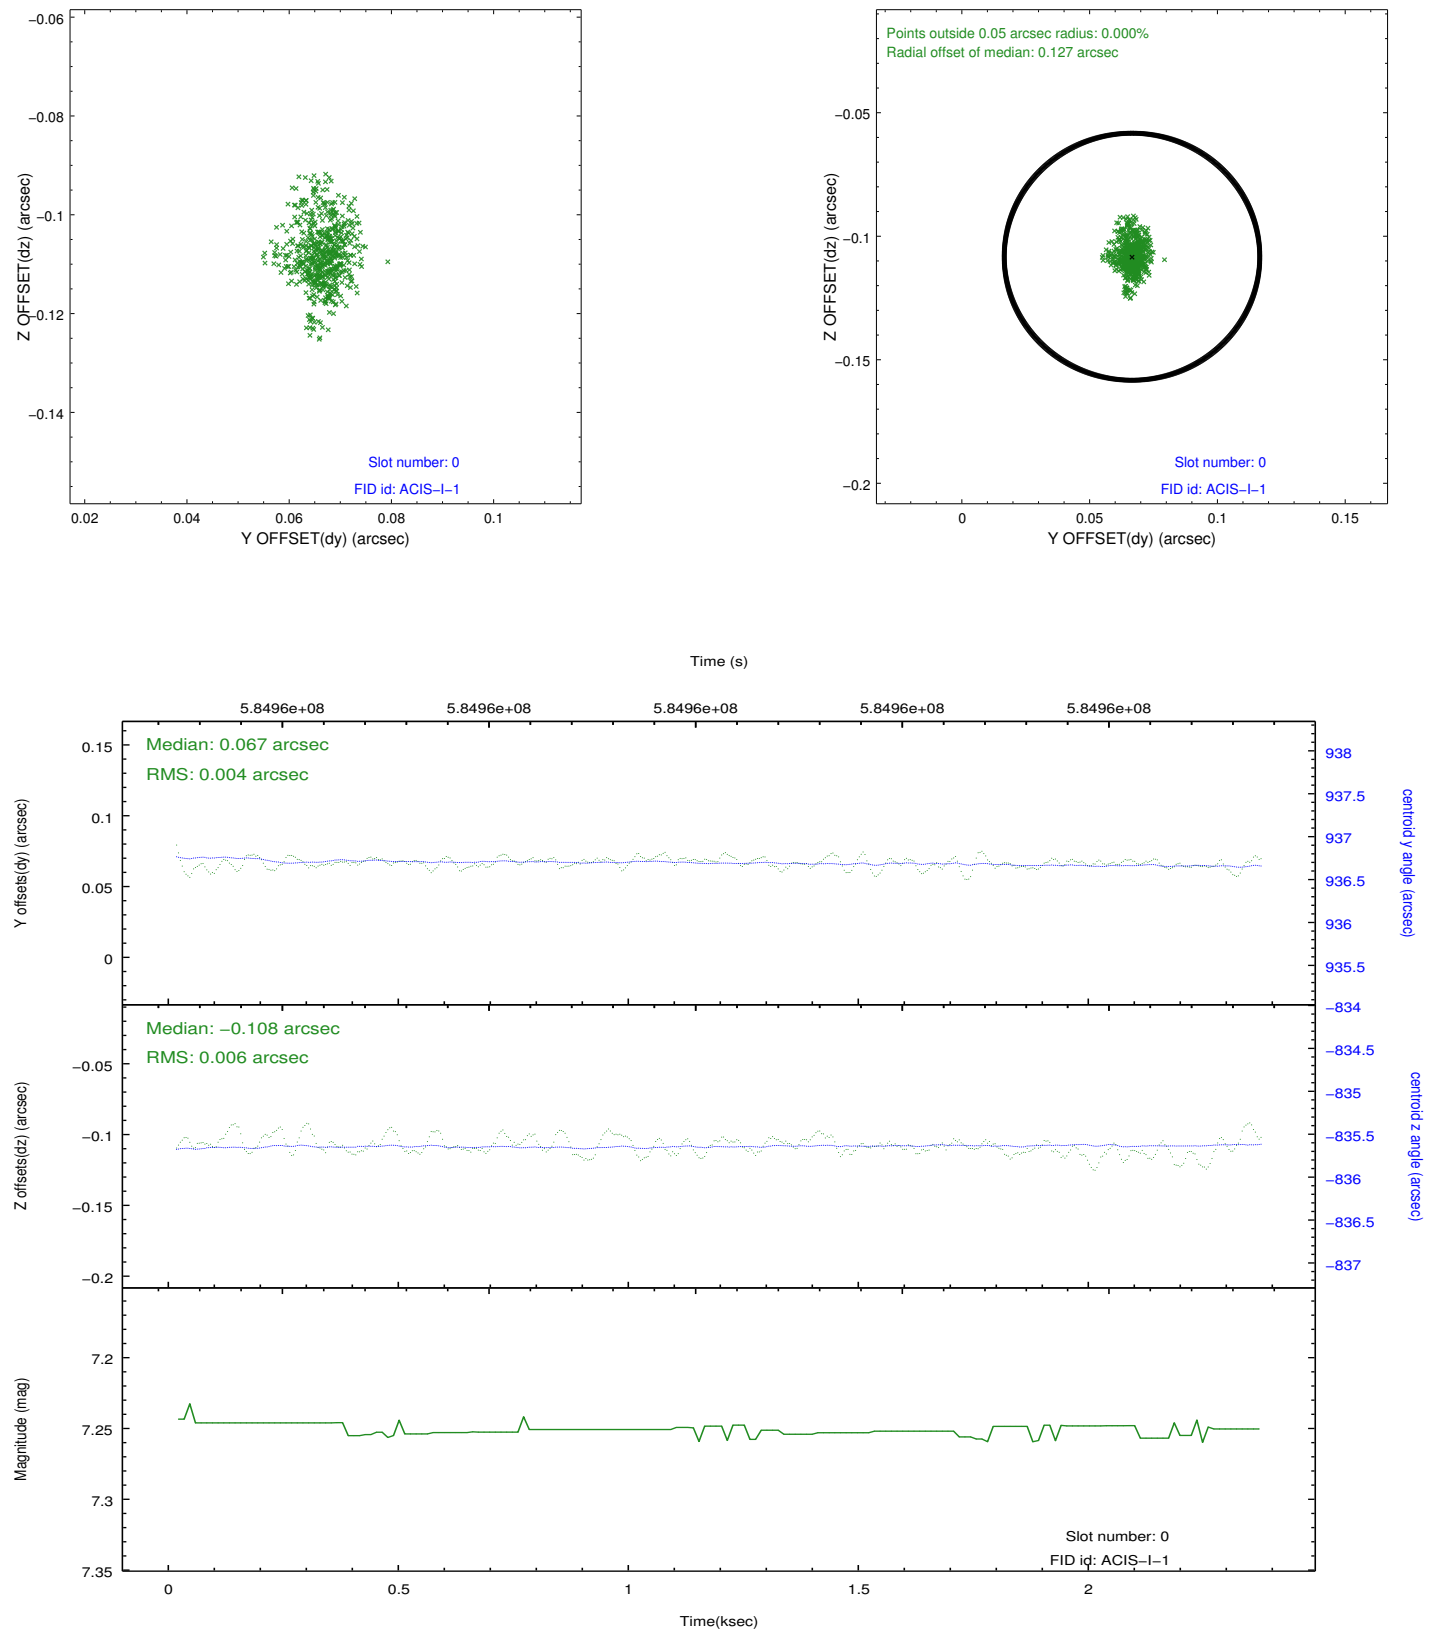 −0.06
−0.08
−0.1
−0.12
−0.14
Z OFFSET(dz) (arcsec)
Slot number: 0
FID id: ACIS−I−1
0.02 0.04 0.06 0.08 0.1
Y OFFSET(dy) (arcsec)
Points outside 0.05 arcsec radius: 0.000%
Radial offset of median: 0.127 arcsec
−0.05
−0.1
−0.15
−0.2
Z OFFSET(dz) (arcsec)
Slot number: 0
FID id: ACIS−I−1
0 0.05 0.1 0.15
Y OFFSET(dy) (arcsec)
Time (s)
5.8496e+08 5.8496e+08 5.8496e+08 5.8496e+08 5.8496e+08
Median: 0.067 arcsec
RMS: 0.004 arcsec
0.15
0.1
0.05
0
Y offsets(dy) (arcsec)
938
937.5
937
936.5
936
935.5
centroid y angle (arcsec)
Median: −0.108 arcsec
RMS: 0.006 arcsec
−0.05
−0.1
−0.15
−0.2
Z offsets(dz) (arcsec)
−834
−834.5
−835
−835.5
−836
−836.5
−837
centroid z angle (arcsec)
7.2
7.25
7.3
7.35
Magnitude (mag)
Slot number: 0
FID id: ACIS−I−1
0 0.5 1 1.5 2
Time(ksec)